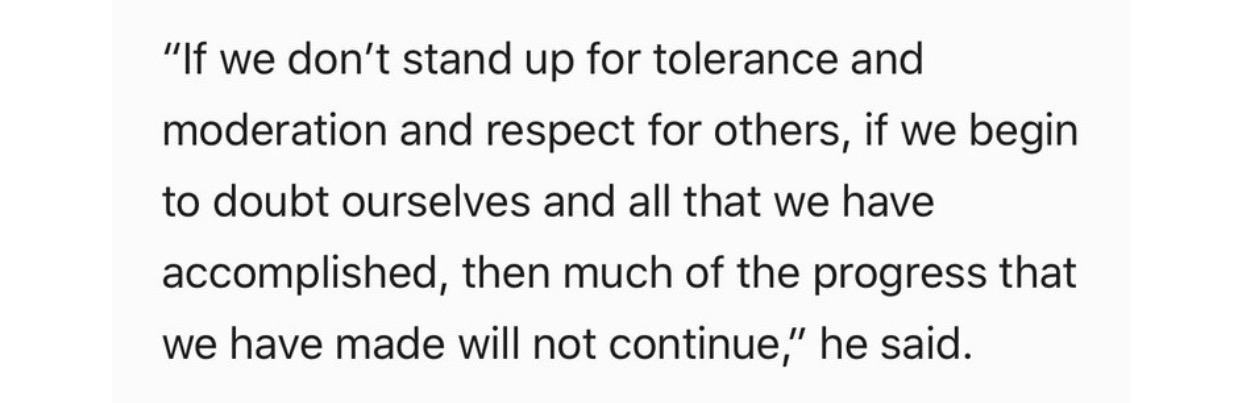 “If we don’t stand up for tolerance and
moderation and respect for others, if we begin
to doubt ourselves and all that we have
accomplished, then much of the progress that
we have made will not continue,” he said.